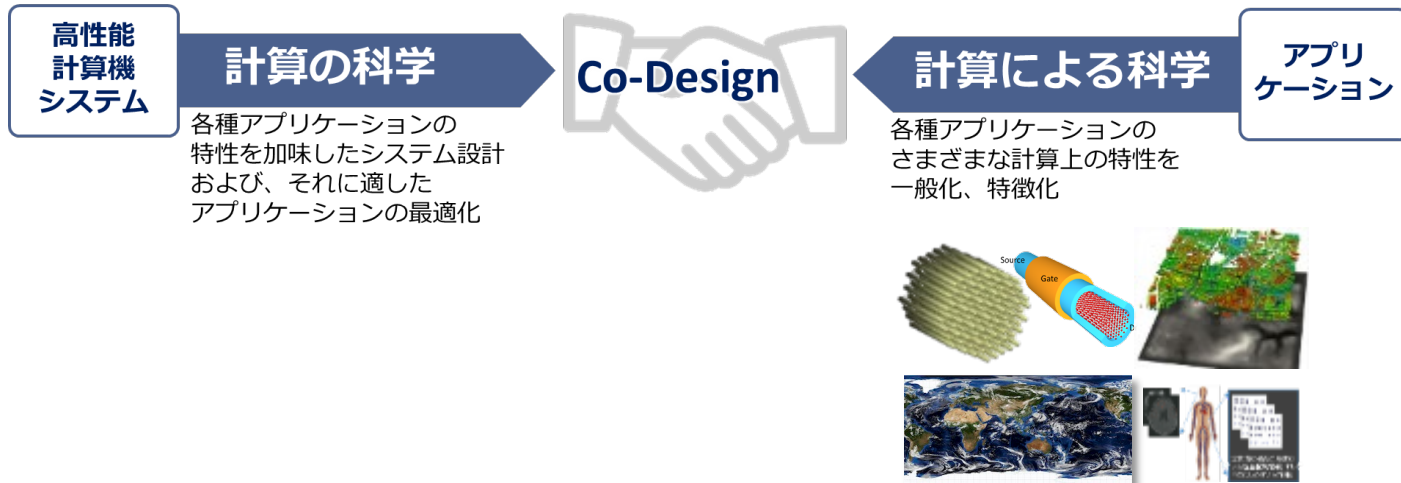 高性能
計算機
システム
計算の科学
各種アプリケーションの
特性を加味したシステム設計
および、それに適した
アプリケーションの最適化
Co-Design
計算による科学
アプリ
ケーション
各種アプリケーションの
さまざまな計算上の特性を
一般化、特徴化
Source
Gate
D